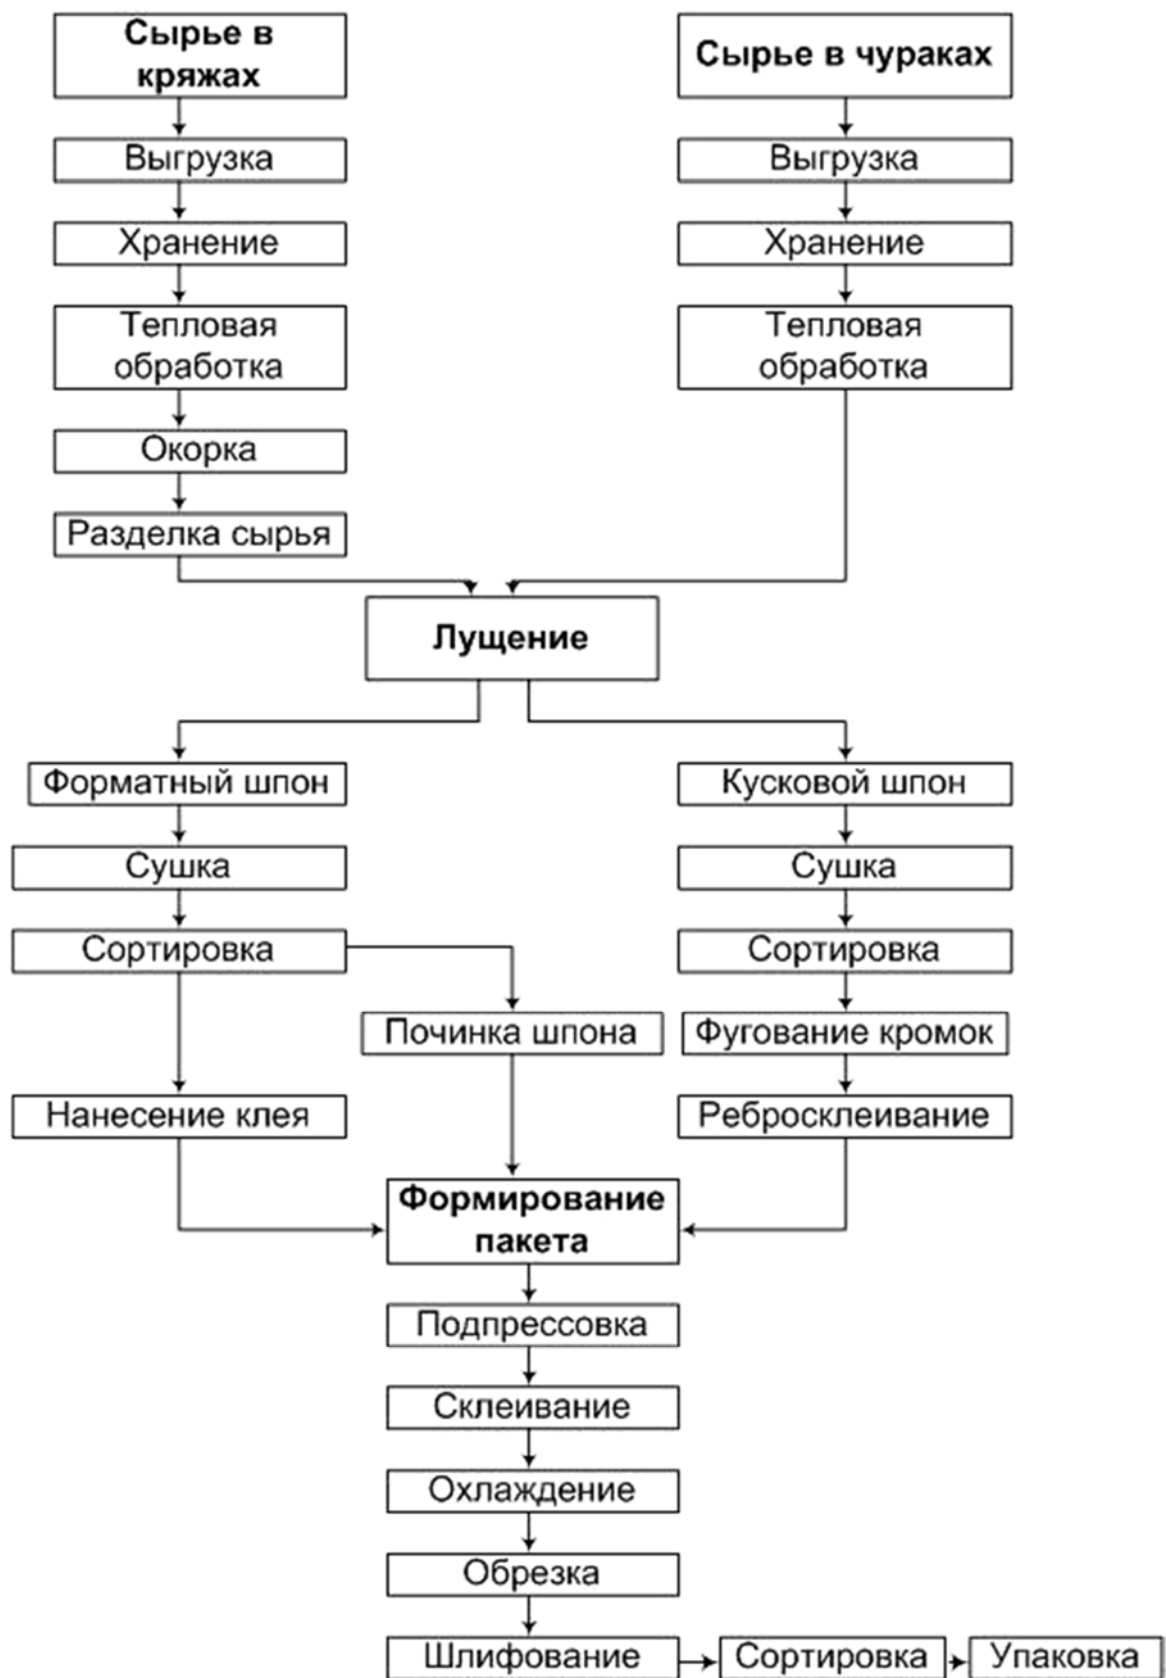 Сырье в
кряжах
Сырье в чураках
Выгрузка
Выгрузка
Хранение
Хранение
Тепловая
обработка
Тепловая
обработка
Окорка
Разделка сырья
Лущение
Форматный шпон
Кусковой шпон
Сушка
Сушка
Сортировка
Сортировка
Починка шпона
Фугование кромок
Нанесение клея
Ребросклеивание
Формирование
пакета
Подпрессовка
Склеивание
Охлаждение
Обрезка
Шлифование
Сортировка
Упаковка